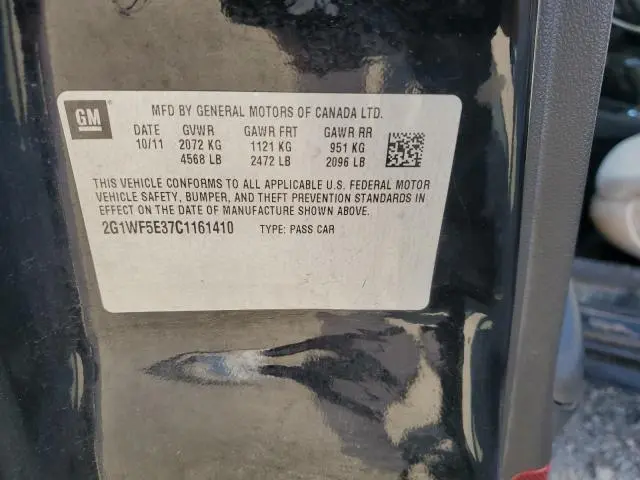 GM
MFD BY GENERAL MOTORS OF CANADA LTD.
DATE GVWR GAWR FRT GAWR RR
10/11 2072 KG 1121 KG 951 KG
4568 LB 2472 LB 2096 LB
THIS VEHICLE CONFORMS TO ALL APPLICABLE U.S. FEDERAL MOTOR
VEHICLE SAFETY, BUMPER, AND THEFT PREVENTION STANDARDS IN
EFFECT ON THE DATE OF MANUFACTURE SHOWN ABOVE.
2G1WF5E37C1161410 TYPE: PASS CAR